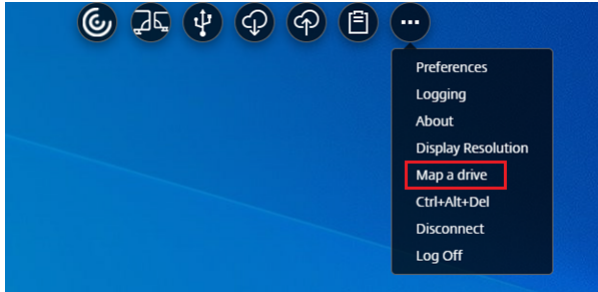 Preferences
Logging
About
Display Resolution
Map a drive
Ctrl+Alt+Del
Disconnect
Log Off